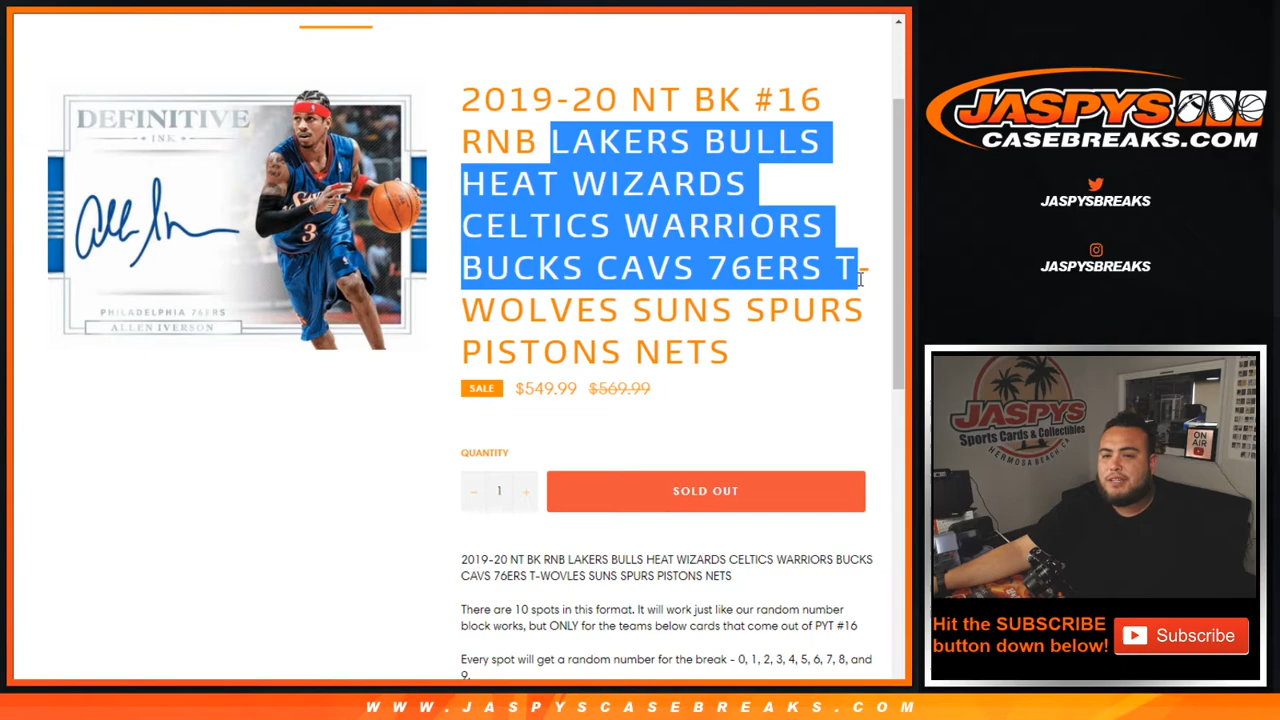 DEFINITIVE
INK.
PHILADELPHIA 76ERS
ALLEN IVERSON
2019-20 NT BK #16
RNB LAKERS BULLS
HEAT WIZARDS
CELTICS WARRIORS
BUCKS CAVS 76ERS T-
WOLVES SUNS SPURS
PISTONS NETS
SALE $549.99 $569.99
QUANTITY
− 1 +
SOLD OUT
2019-20 NT BK RNB LAKERS BULLS HEAT WIZARDS CELTICS WARRIORS BUCKS
CAVS 76ERS T-WOVLES SUNS SPURS PISTONS NETS
There are 10 spots in this format. It will work just like our random number
block works, but ONLY for the teams below cards that come out of PYT #16
Every spot will get a random number for the break - 0, 1, 2, 3, 4, 5, 6, 7, 8, and
9.
JASPYS
CASEBREAKS.COM
JASPYSBREAKS
JASPYSBREAKS
JASPYS
Sports Cards & Collectibles
HERMOSA BEACH, CA
ON
AIR
Hit the SUBSCRIBE
button down below!
Subscribe
WWW.JASPYSCASEBREAKS.COM